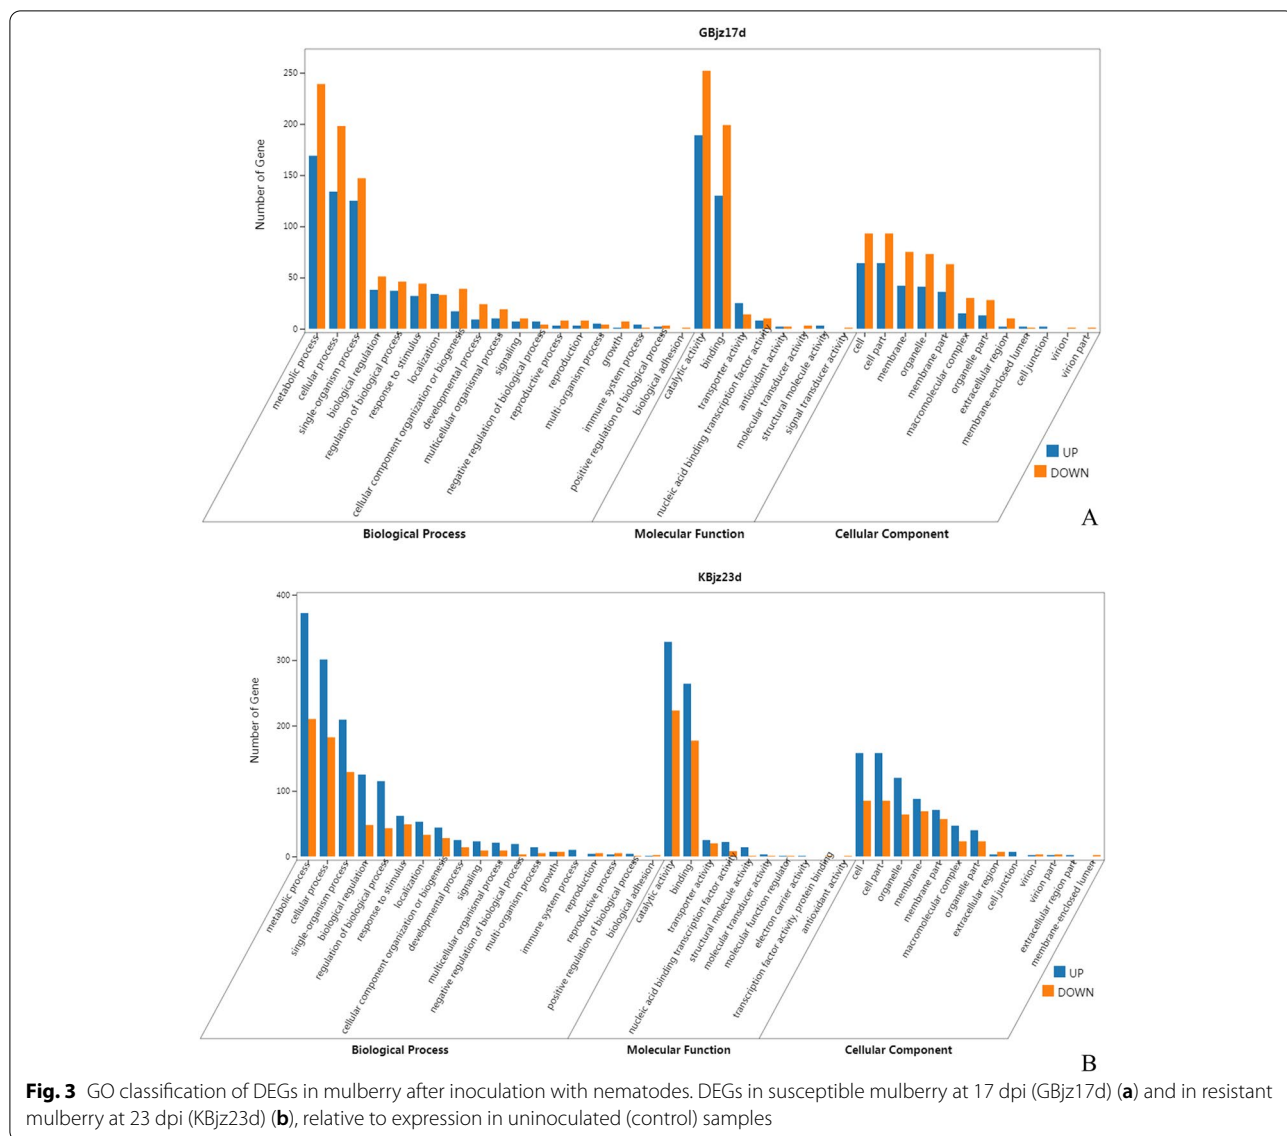 GBjz17d
Number of Gene
250
200
150
100
50
0
metabolic process
cellular process
single-organism process
biological regulation
regulation of biological process
response to stimulus
localization
cellular component organization or biogenesis
developmental process
multicellular organismal process
signaling
negative regulation of biological process
reproductive process
reproduction
multi-organism process
growth
immune system process
positive regulation of biological process
biological adhesion
catalytic activity
binding
transporter activity
nucleic acid binding transcription factor activity
antioxidant activity
molecular transducer activity
structural molecule activity
signal transducer activity
cell
cell part
membrane
organelle
membrane part
macromolecular complex
organelle part
extracellular region
membrane-enclosed lumen
cell junction
virion
virion part
UP
DOWN
Biological Process
Molecular Function
Cellular Component
A
KBjz23d
Number of Gene
400
300
200
100
0
metabolic process
cellular process
single-organism process
biological regulation
regulation of biological process
response to stimulus
localization
cellular component organization or biogenesis
developmental process
signaling
multicellular organismal process
negative regulation of biological process
multi-organism process
growth
immune system process
reproduction
reproductive process
positive regulation of biological process
biological adhesion
catalytic activity
binding
transporter activity
nucleic acid binding transcription factor activity
structural molecule activity
molecular transducer activity
molecular function regulator
electron carrier activity
transcription factor activity, protein binding
antioxidant activity
cell
cell part
organelle
membrane
membrane part
macromolecular complex
organelle part
extracellular region
cell junction
virion
virion part
extracellular region part
membrane-enclosed lumen
UP
DOWN
Biological Process
Molecular Function
Cellular Component
B
Fig. 3 GO classification of DEGs in mulberry after inoculation with nematodes. DEGs in susceptible mulberry at 17 dpi (GBjz17d) (a) and in resistant
mulberry at 23 dpi (KBjz23d) (b), relative to expression in uninoculated (control) samples